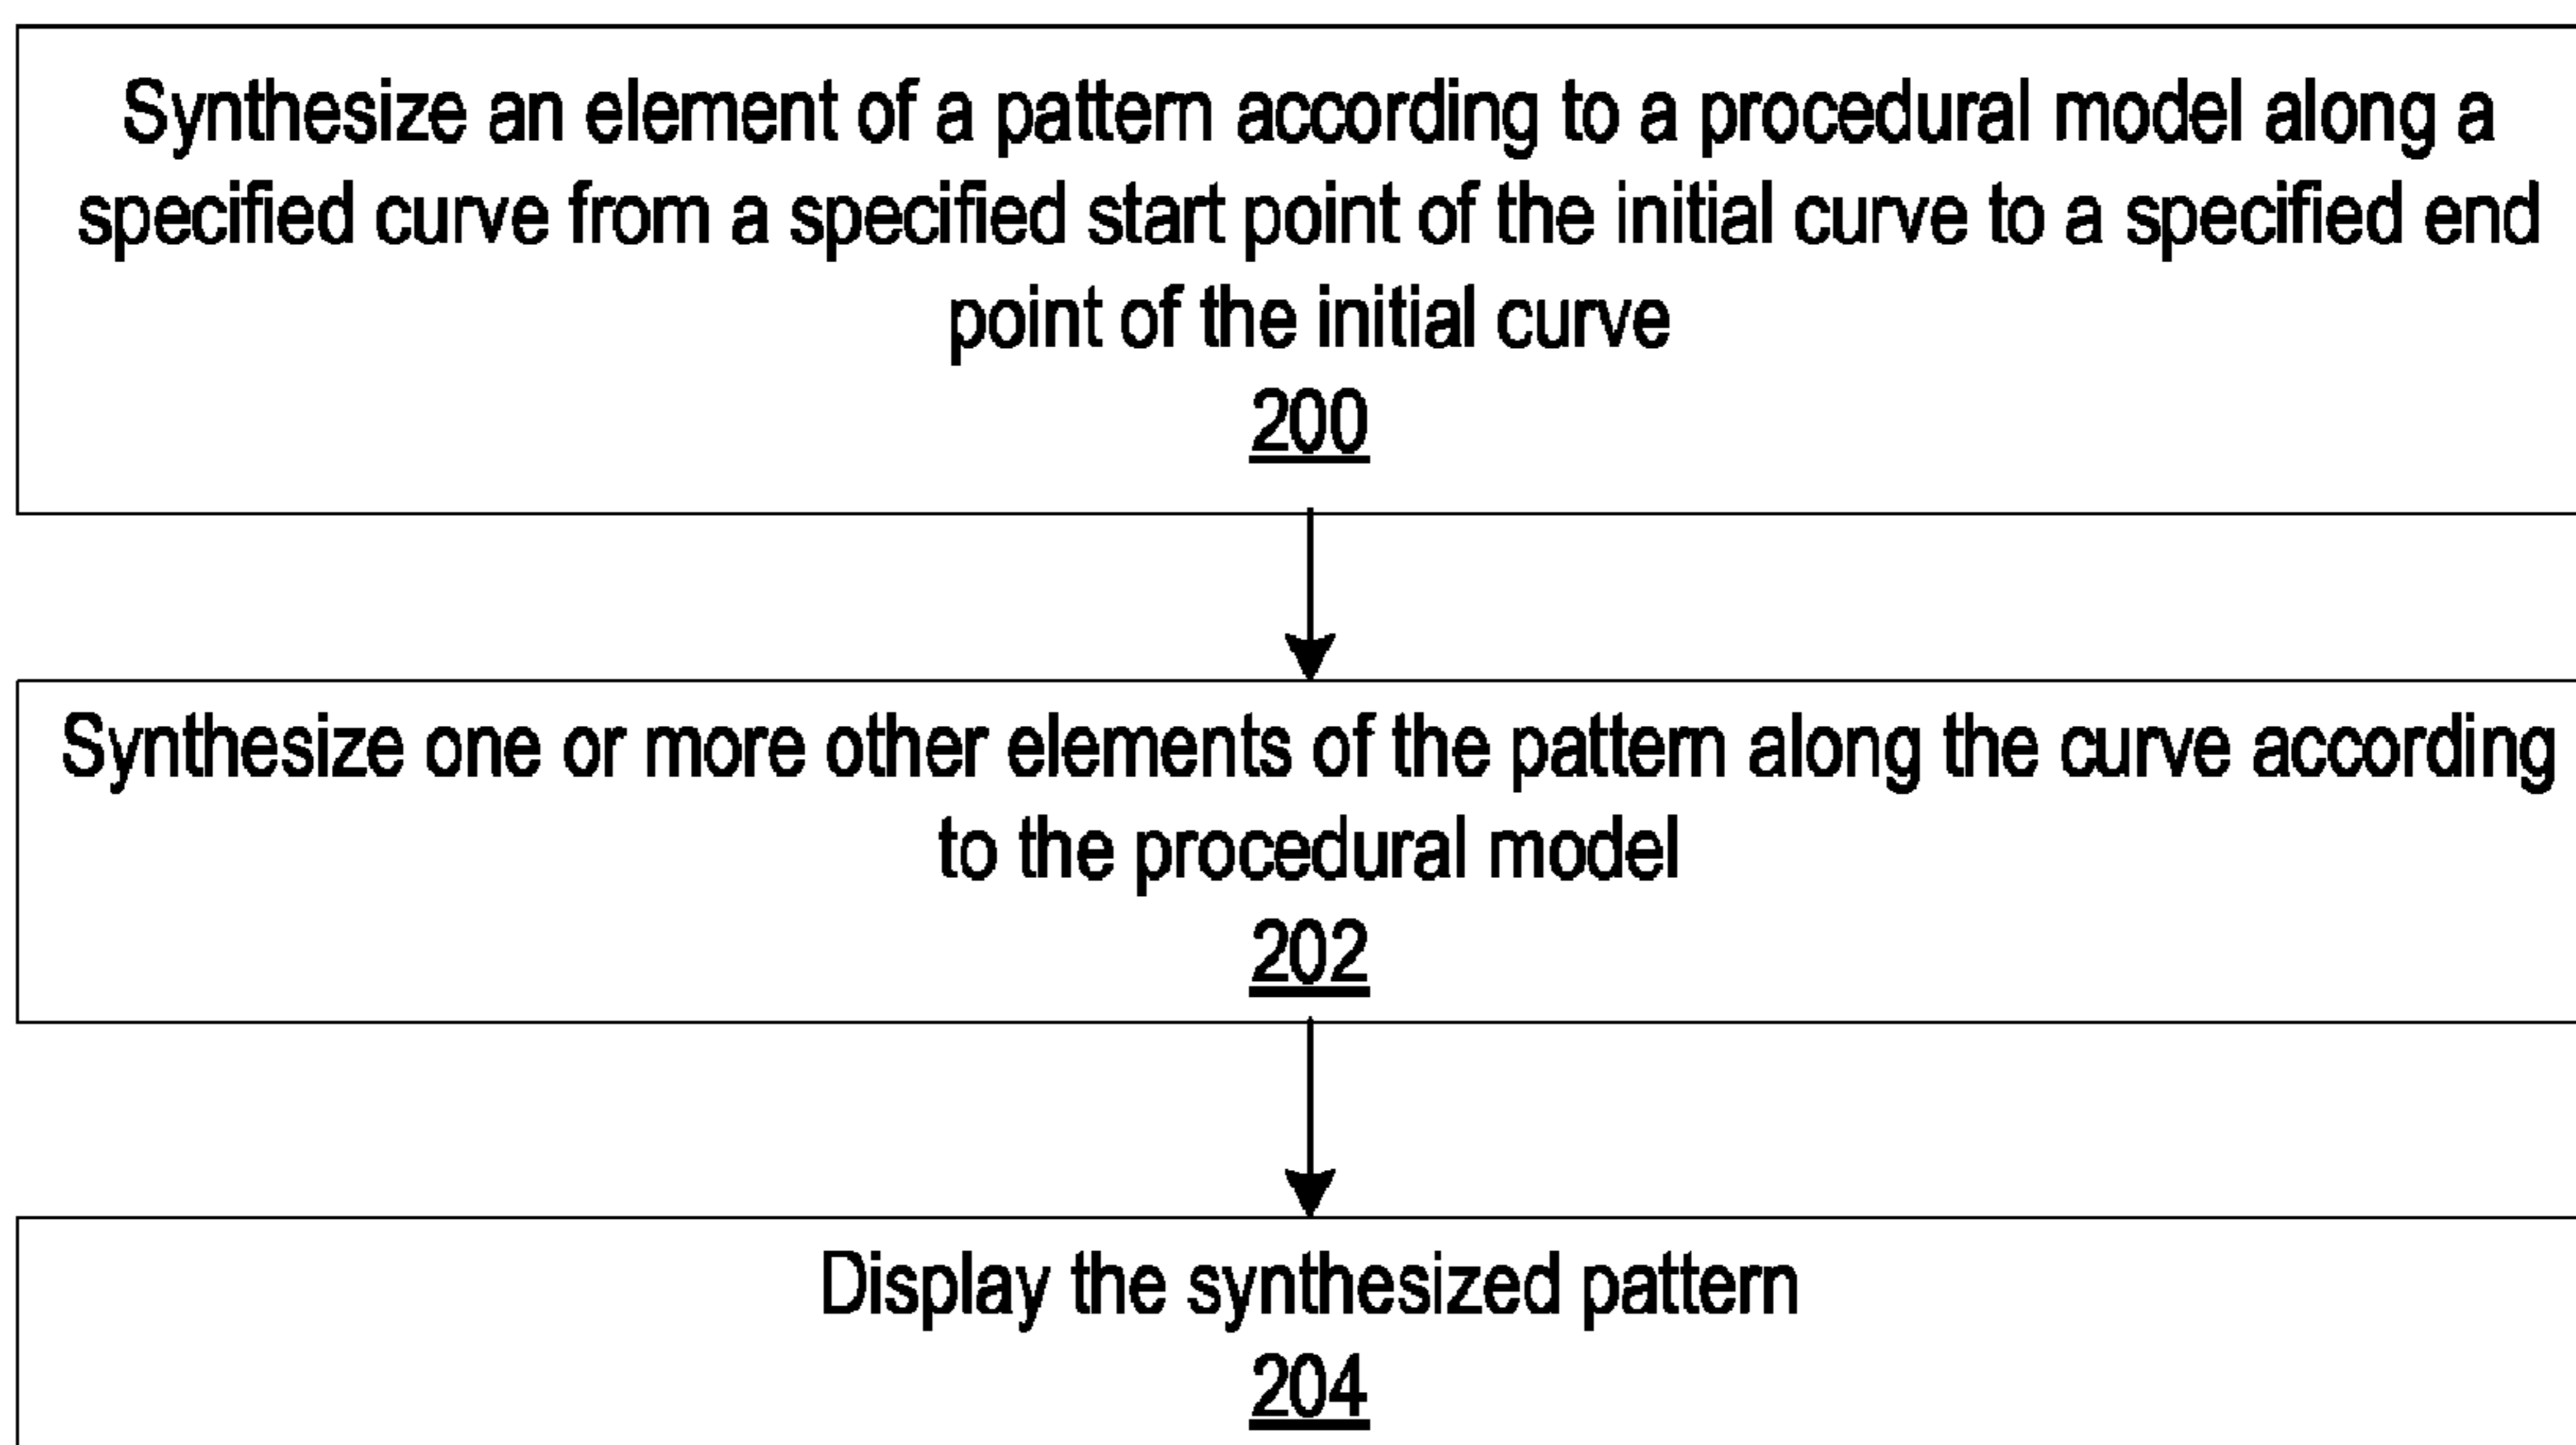 Synthesize an element of a pattern according to a procedural model along a
specified curve from a specified start point of the initial curve to a specified end
point of the initial curve
200
Synthesize one or more other elements of the pattern along the curve according
to the procedural model
202
Display the synthesized pattern
204